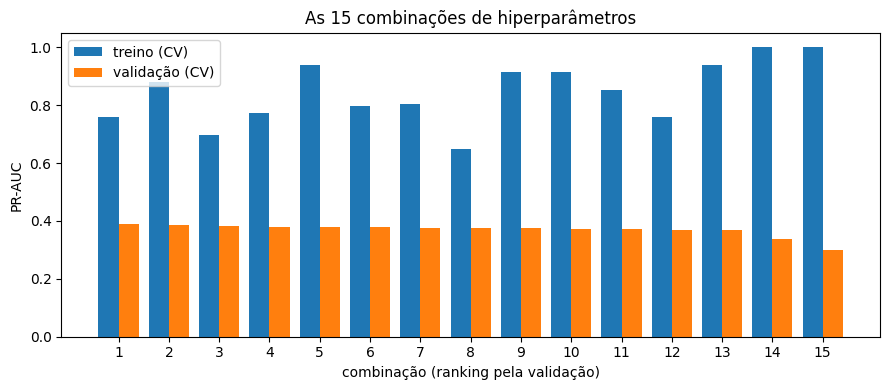 As 15 combinações de hiperparâmetros
treino (CV)
validação (CV)
PR-AUC
1.0
0.8
0.6
0.4
0.2
0.0
1 2 3 4 5 6 7 8 9 10 11 12 13 14 15
combinação (ranking pela validação)